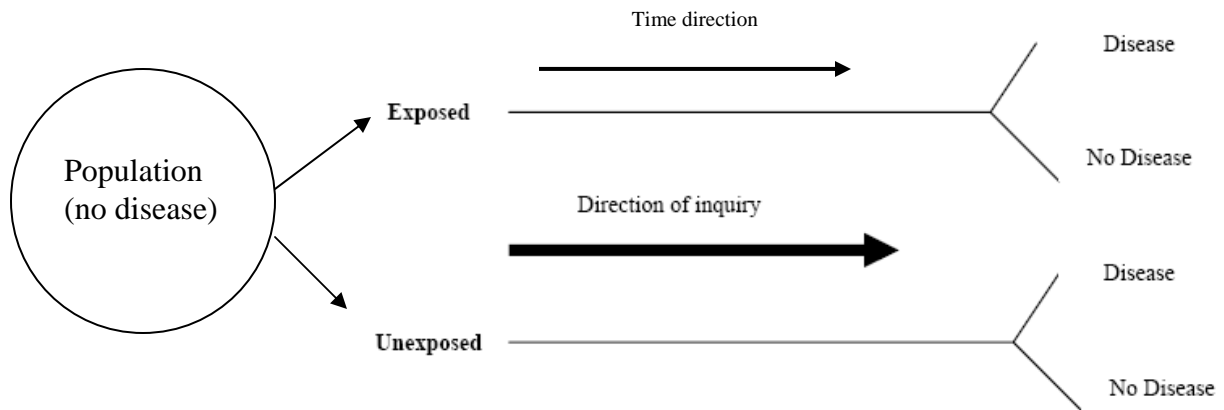 Time direction
Disease
Exposed
No Disease
Population
(no disease)
Direction of inquiry
Disease
Unexposed
No Disease